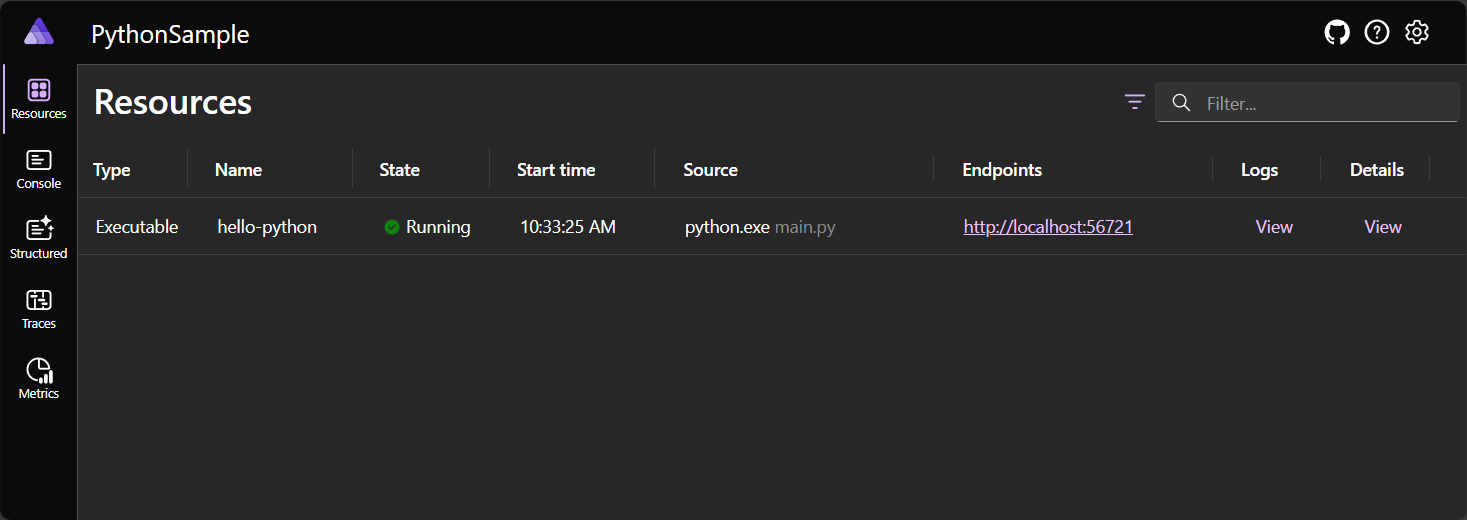 PythonSample
Resources
Filter...
Resources
Console
Structured
Traces
Metrics
Type Name State Start time Source Endpoints Logs Details
Executable hello-python Running 10:33:25 AM python.exe main.py http://localhost:56721 View View